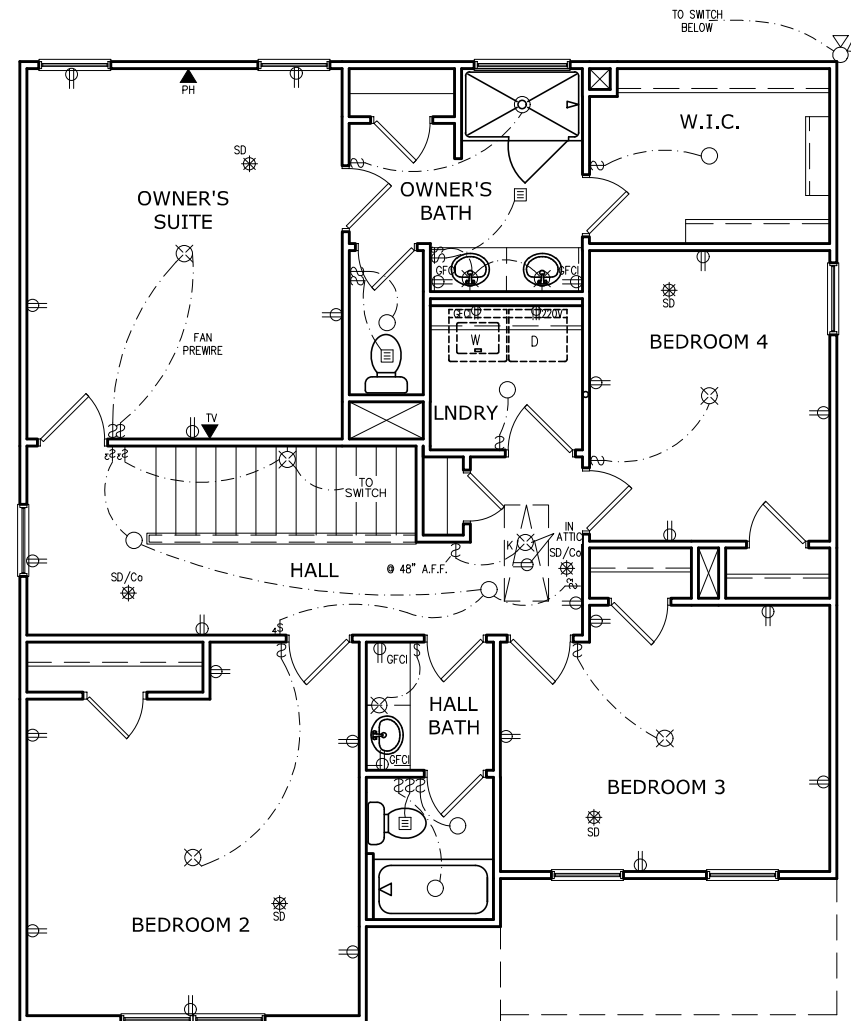 TO SWITCH
BELOW
PH
SD
W.I.C.
OWNER'S
SUITE
OWNER'S
BATH
GFCI
GFCI
SD
FAN
PREWIRE
GFCI
220V
W
D
BEDROOM 4
TV
LNDRY
TO
SWITCH
IN
ATTIC
K
SD/Co
SD/Co
HALL
@ 48" A.F.F.
GFCI
HALL
BATH
GFCI
BEDROOM 3
SD
SD
BEDROOM 2